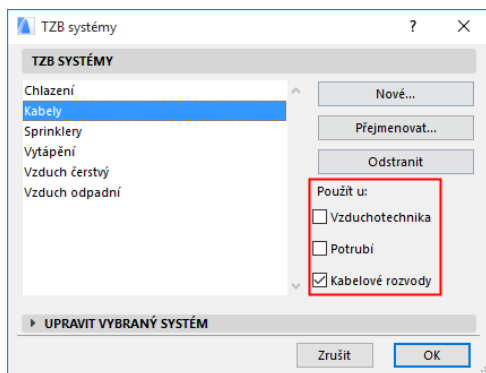 TZB systémy
TZB SYSTÉMY
Chlazení
Kabely
Sprinklery
Vytápění
Vzduch čerstvý
Vzduch odpadní
Nové...
Přejmenovat...
Odstranit
Použít u:
Vzduchotechnika
Potrubí
Kabelové rozvody
UPRAVIT VYBRANÝ SYSTÉM
Zrušit
OK